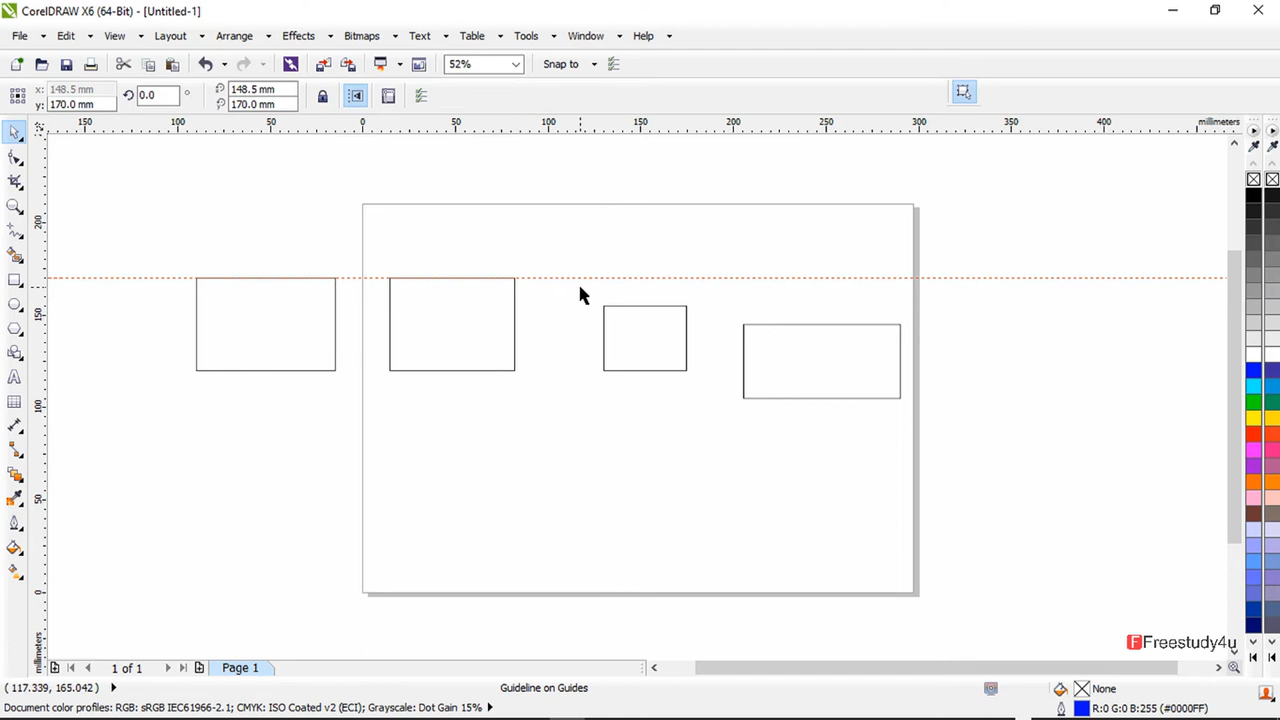 CorelDRAW X6 (64-Bit) - [Untitled-1]
File Edit View Layout Arrange Effects Bitmaps Text Table Tools Window Help
52% Snap to
x: 148.5 mm 0.0 ° 148.5 mm
y: 170.0 mm 170.0 mm
150 100 50 0 50 100 150 200 250 300 350 400 millimeters
200
150
100
50
0
millimeters
Freestudy4u
1 of 1 Page 1
( 117.339, 165.042 ) Guideline on Guides None
Document color profiles: RGB: sRGB IEC61966-2.1; CMYK: ISO Coated v2 (ECI); Grayscale: Dot Gain 15% R:0 G:0 B:255 (#0000FF)